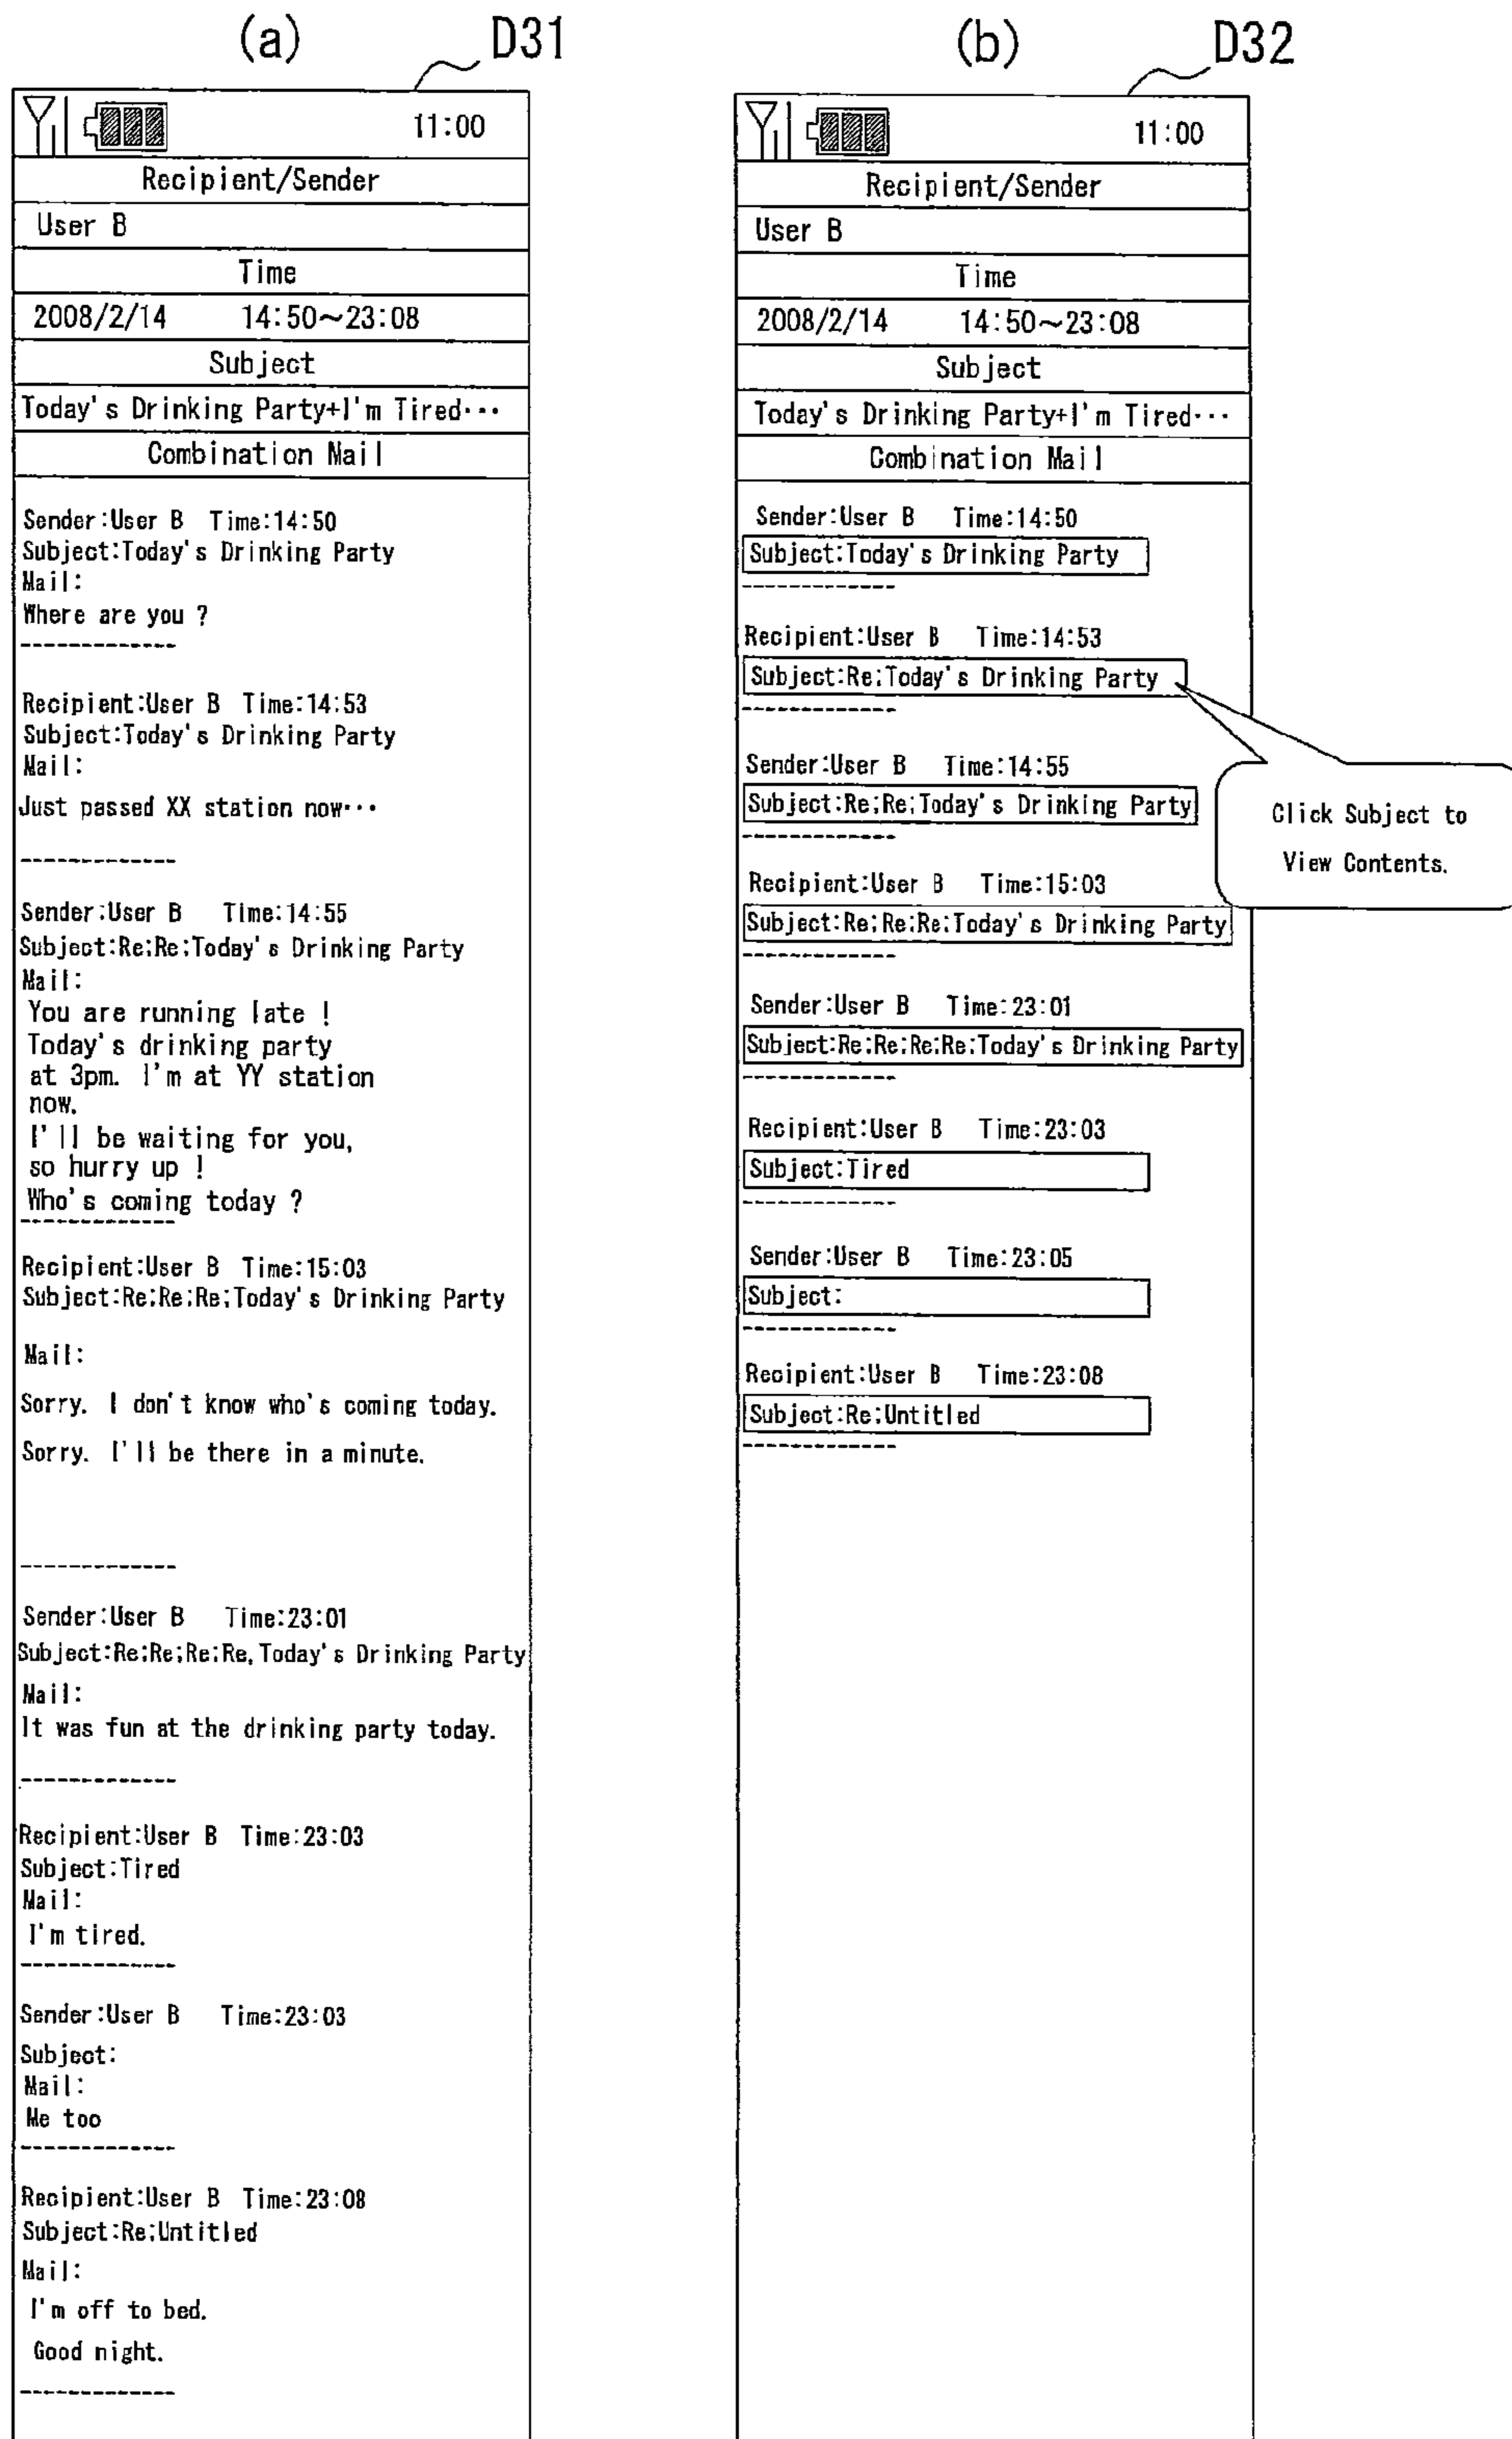 (a)
D31
11:00
Recipient/Sender
User B
Time
2008/2/14 14:50~23:08
Subject
Today's Drinking Party+I'm Tired···
Combination Mail
Sender:User B Time:14:50
Subject:Today's Drinking Party
Mail:
Where are you ?
-------------
Recipient:User B Time:14:53
Subject:Today's Drinking Party
Mail:
Just passed XX station now···
-------------
Sender:User B Time:14:55
Subject:Re:Re:Today's Drinking Party
Mail:
You are running late !
Today's drinking party
at 3pm. I'm at YY station
now.
I'll be waiting for you,
so hurry up !
Who's coming today ?
-------------
Recipient:User B Time:15:03
Subject:Re:Re:Re:Today's Drinking Party
Mail:
Sorry. I don't know who's coming today.
Sorry. I'll be there in a minute.
-------------
Sender:User B Time:23:01
Subject:Re:Re:Re:Re.Today's Drinking Party
Mail:
It was fun at the drinking party today.
-------------
Recipient:User B Time:23:03
Subject:Tired
Mail:
I'm tired.
-------------
Sender:User B Time:23:03
Subject:
Mail:
Me too
-------------
Recipient:User B Time:23:08
Subject:Re:Untitled
Mail:
I'm off to bed.
Good night.
-------------
(b)
D32
11:00
Recipient/Sender
User B
Time
2008/2/14 14:50~23:08
Subject
Today's Drinking Party+I'm Tired···
Combination Mail
Sender:User B Time:14:50
Subject:Today's Drinking Party
-------------
Recipient:User B Time:14:53
Subject:Re:Today's Drinking Party
-------------
Sender:User B Time:14:55
Subject:Re:Re:Today's Drinking Party
-------------
Recipient:User B Time:15:03
Subject:Re:Re:Re:Today's Drinking Party
-------------
Sender:User B Time:23:01
Subject:Re:Re:Re:Re:Today's Drinking Party
-------------
Recipient:User B Time:23:03
Subject:Tired
-------------
Sender:User B Time:23:05
Subject:
-------------
Recipient:User B Time:23:08
Subject:Re:Untitled
-------------
Click Subject to
View Contents.